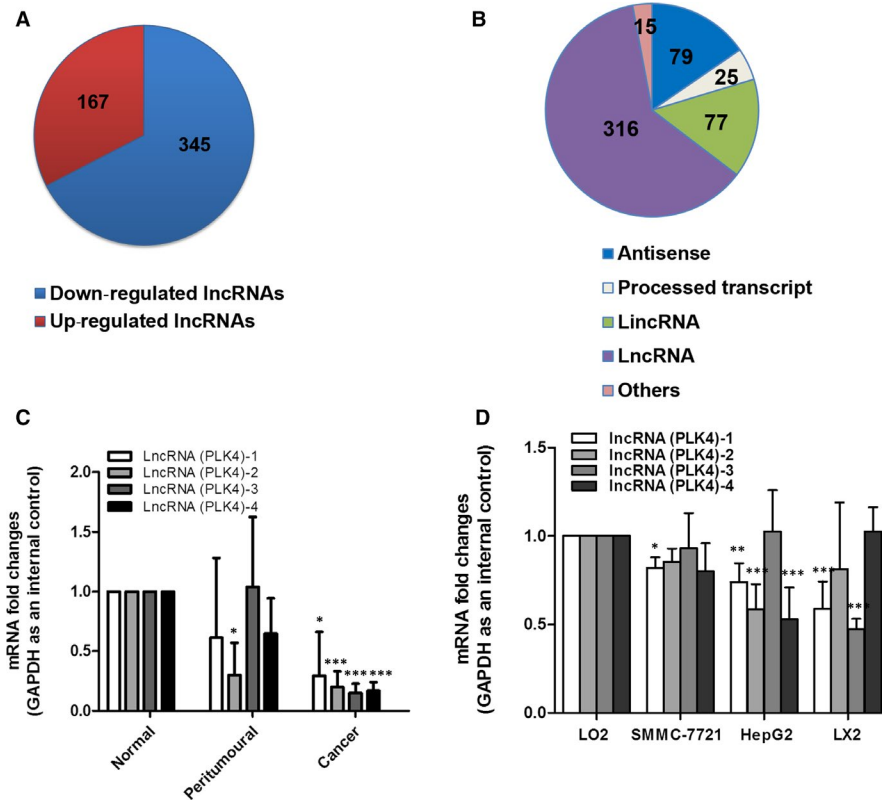 A
167
345
Down-regulated lncRNAs
Up-regulated lncRNAs
B
15
79
25
77
316
Antisense
Processed transcript
LincRNA
LncRNA
Others
C
mRNA fold changes
(GAPDH as an internal control)
LncRNA (PLK4)-1
LncRNA (PLK4)-2
LncRNA (PLK4)-3
LncRNA (PLK4)-4
2.0
1.5
1.0
0.5
0.0
*
*
***
***
***
Normal
Peritumoural
Cancer
D
mRNA fold changes
(GAPDH as an internal control)
lncRNA (PLK4)-1
lncRNA (PLK4)-2
lncRNA (PLK4)-3
lncRNA (PLK4)-4
1.5
1.0
0.5
0.0
*
**
***
***
***
***
LO2
SMMC-7721
HepG2
LX2